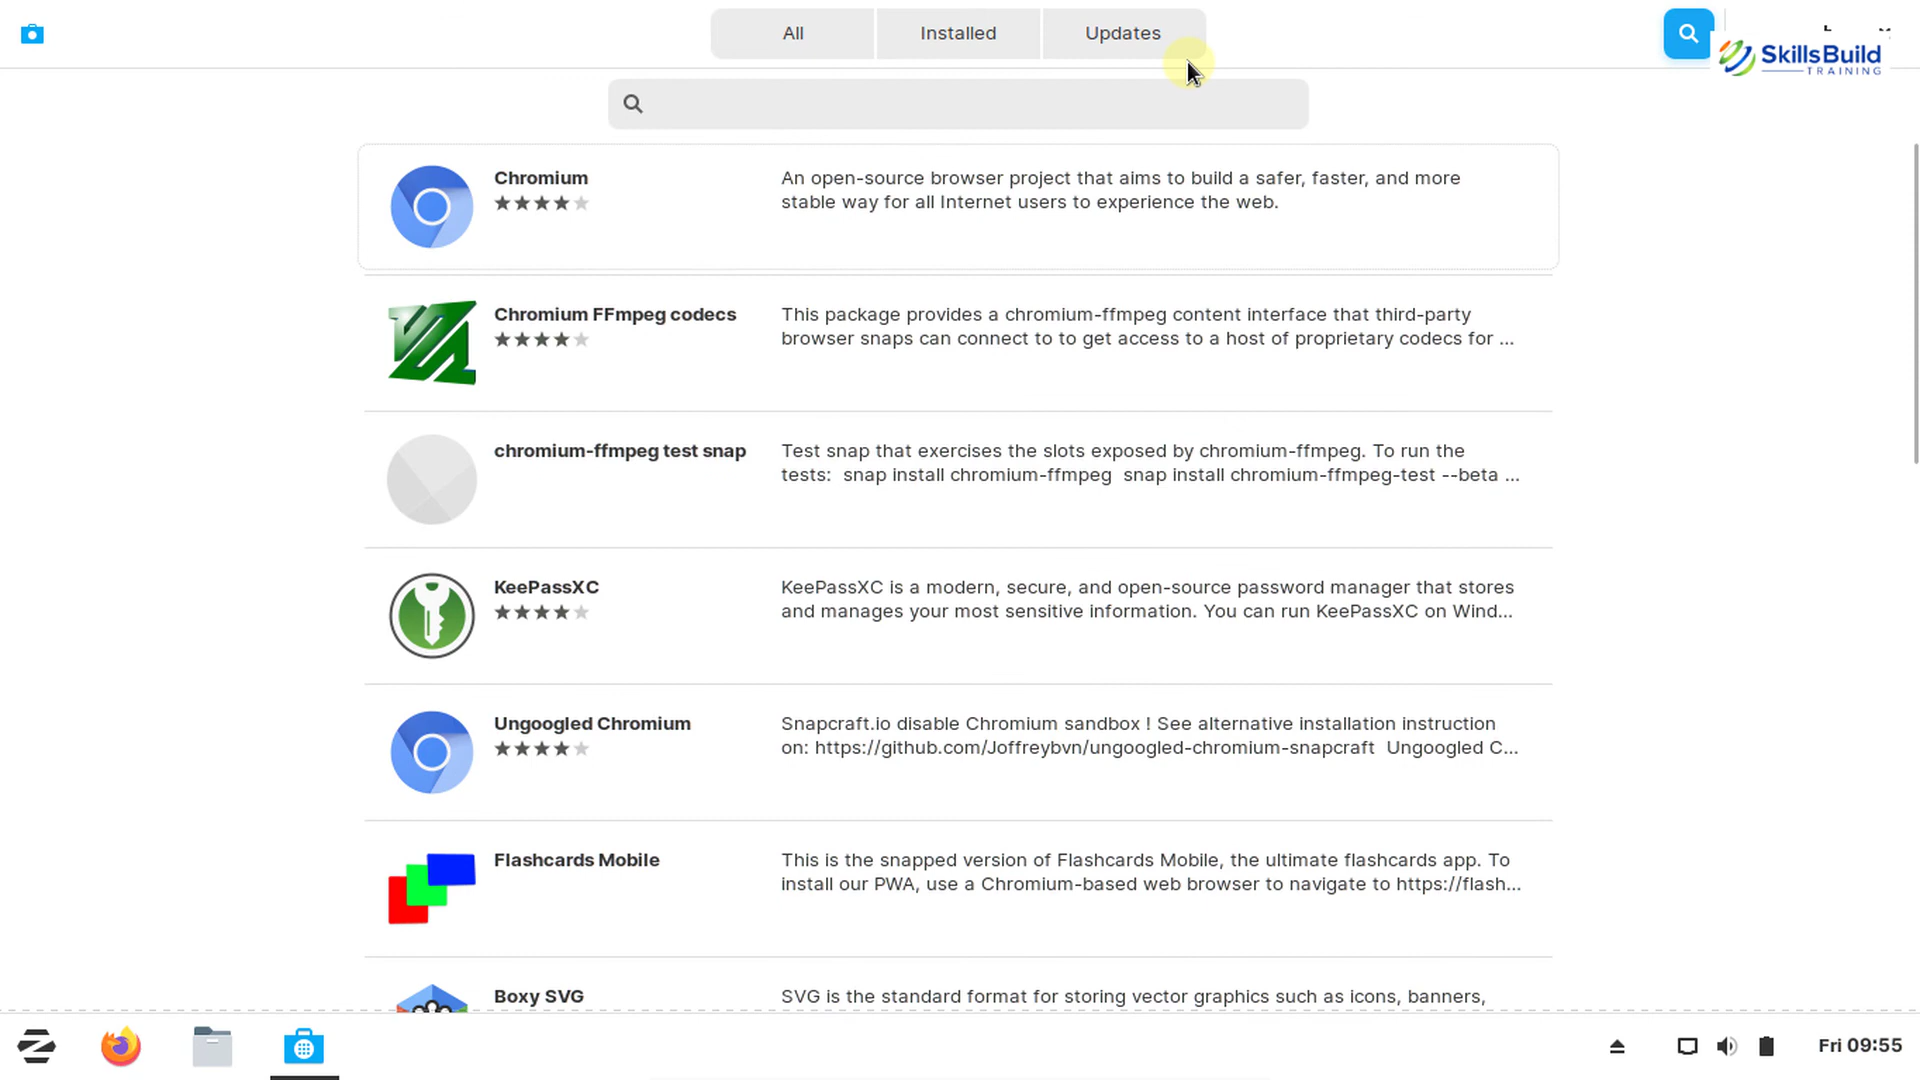 All
Installed
Updates
SkillsBuild
TRAINING
Chromium
An open-source browser project that aims to build a safer, faster, and more
stable way for all Internet users to experience the web.
Chromium FFmpeg codecs
This package provides a chromium-ffmpeg content interface that third-party
browser snaps can connect to to get access to a host of proprietary codecs for ...
chromium-ffmpeg test snap
Test snap that exercises the slots exposed by chromium-ffmpeg. To run the
tests:  snap install chromium-ffmpeg  snap install chromium-ffmpeg-test --beta ...
KeePassXC
KeePassXC is a modern, secure, and open-source password manager that stores
and manages your most sensitive information. You can run KeePassXC on Wind...
Ungoogled Chromium
Snapcraft.io disable Chromium sandbox ! See alternative installation instruction
on: https://github.com/Joffreybvn/ungoogled-chromium-snapcraft  Ungoogled C...
Flashcards Mobile
This is the snapped version of Flashcards Mobile, the ultimate flashcards app. To
install our PWA, use a Chromium-based web browser to navigate to https://flash...
Boxy SVG
SVG is the standard format for storing vector graphics such as icons, banners,
Fri 09:55